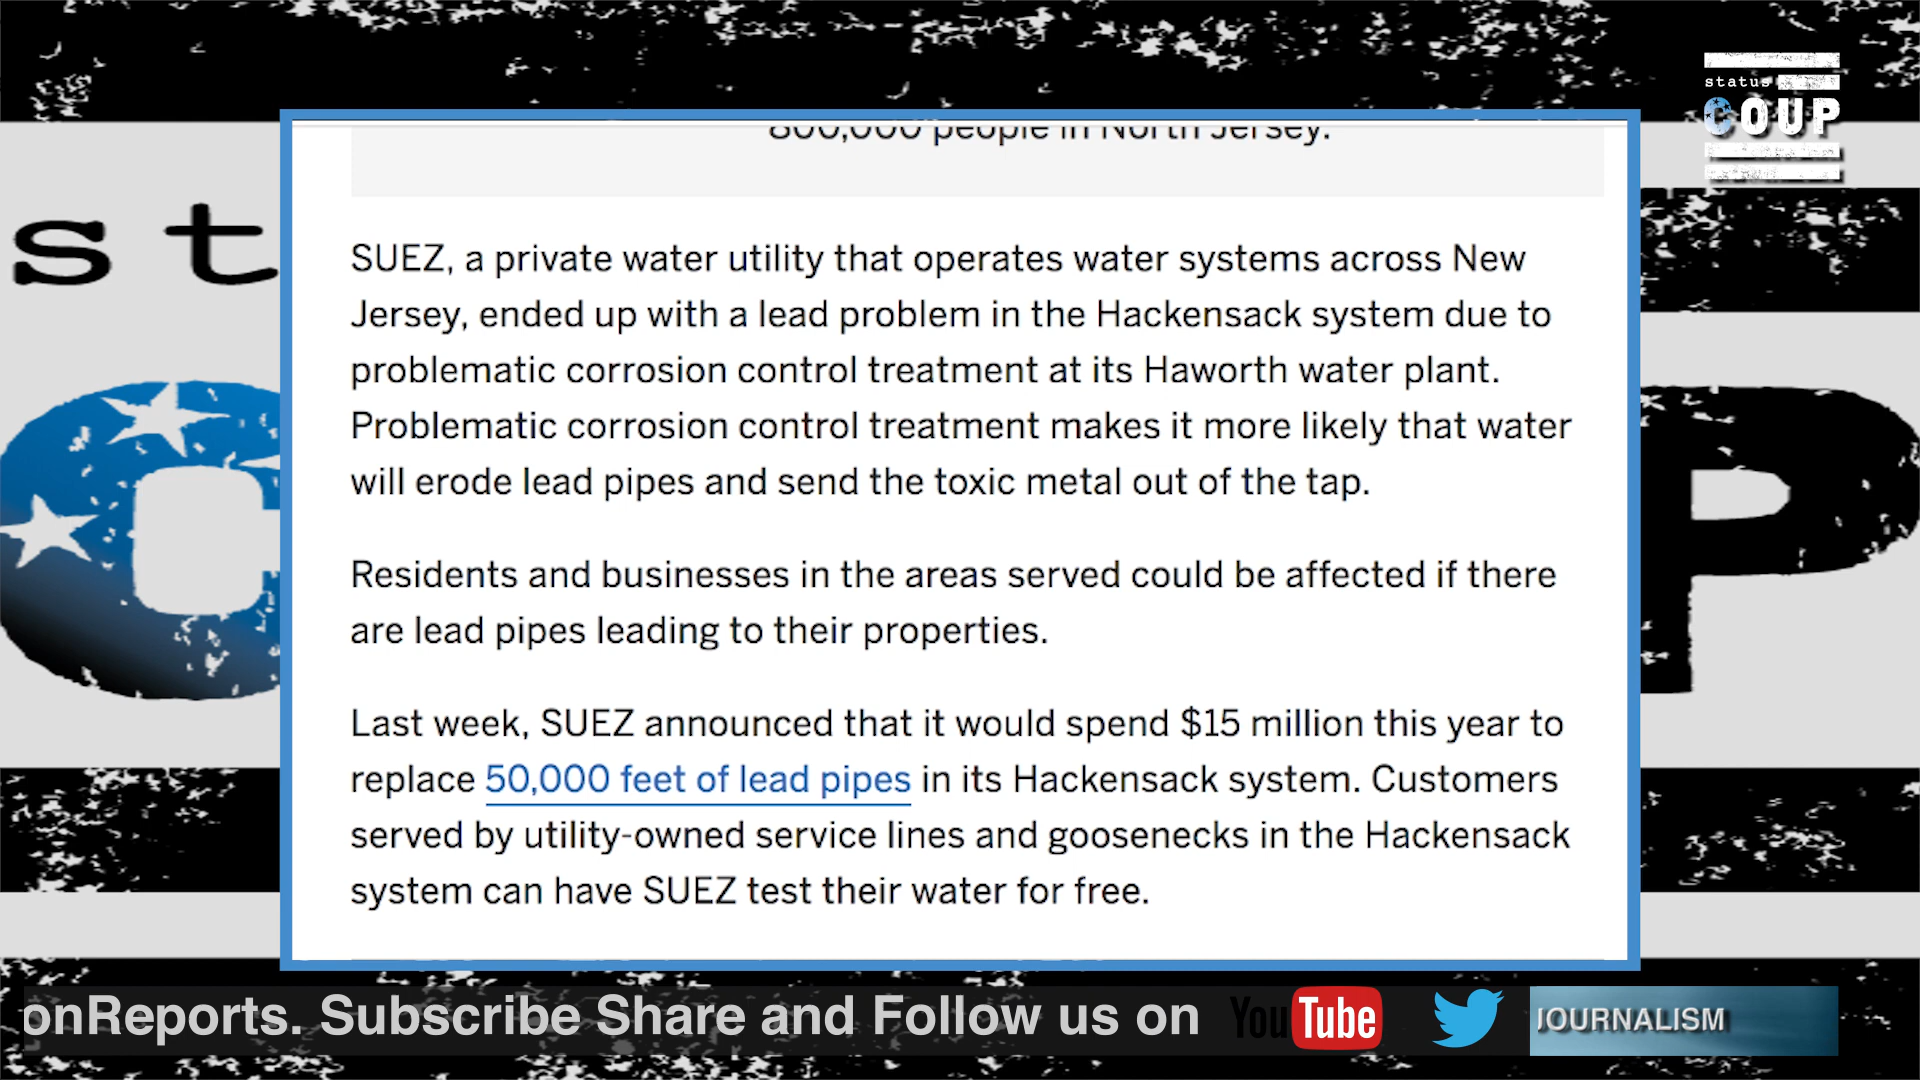 status
COUP
800,000 people in North Jersey.
st
SUEZ, a private water utility that operates water systems across New
Jersey, ended up with a lead problem in the Hackensack system due to
problematic corrosion control treatment at its Haworth water plant.
Problematic corrosion control treatment makes it more likely that water
will erode lead pipes and send the toxic metal out of the tap.
Residents and businesses in the areas served could be affected if there
are lead pipes leading to their properties.
Last week, SUEZ announced that it would spend $15 million this year to
replace 50,000 feet of lead pipes in its Hackensack system. Customers
served by utility-owned service lines and goosenecks in the Hackensack
system can have SUEZ test their water for free.
C
P
onReports. Subscribe Share and Follow us on YouTube
JOURNALISM